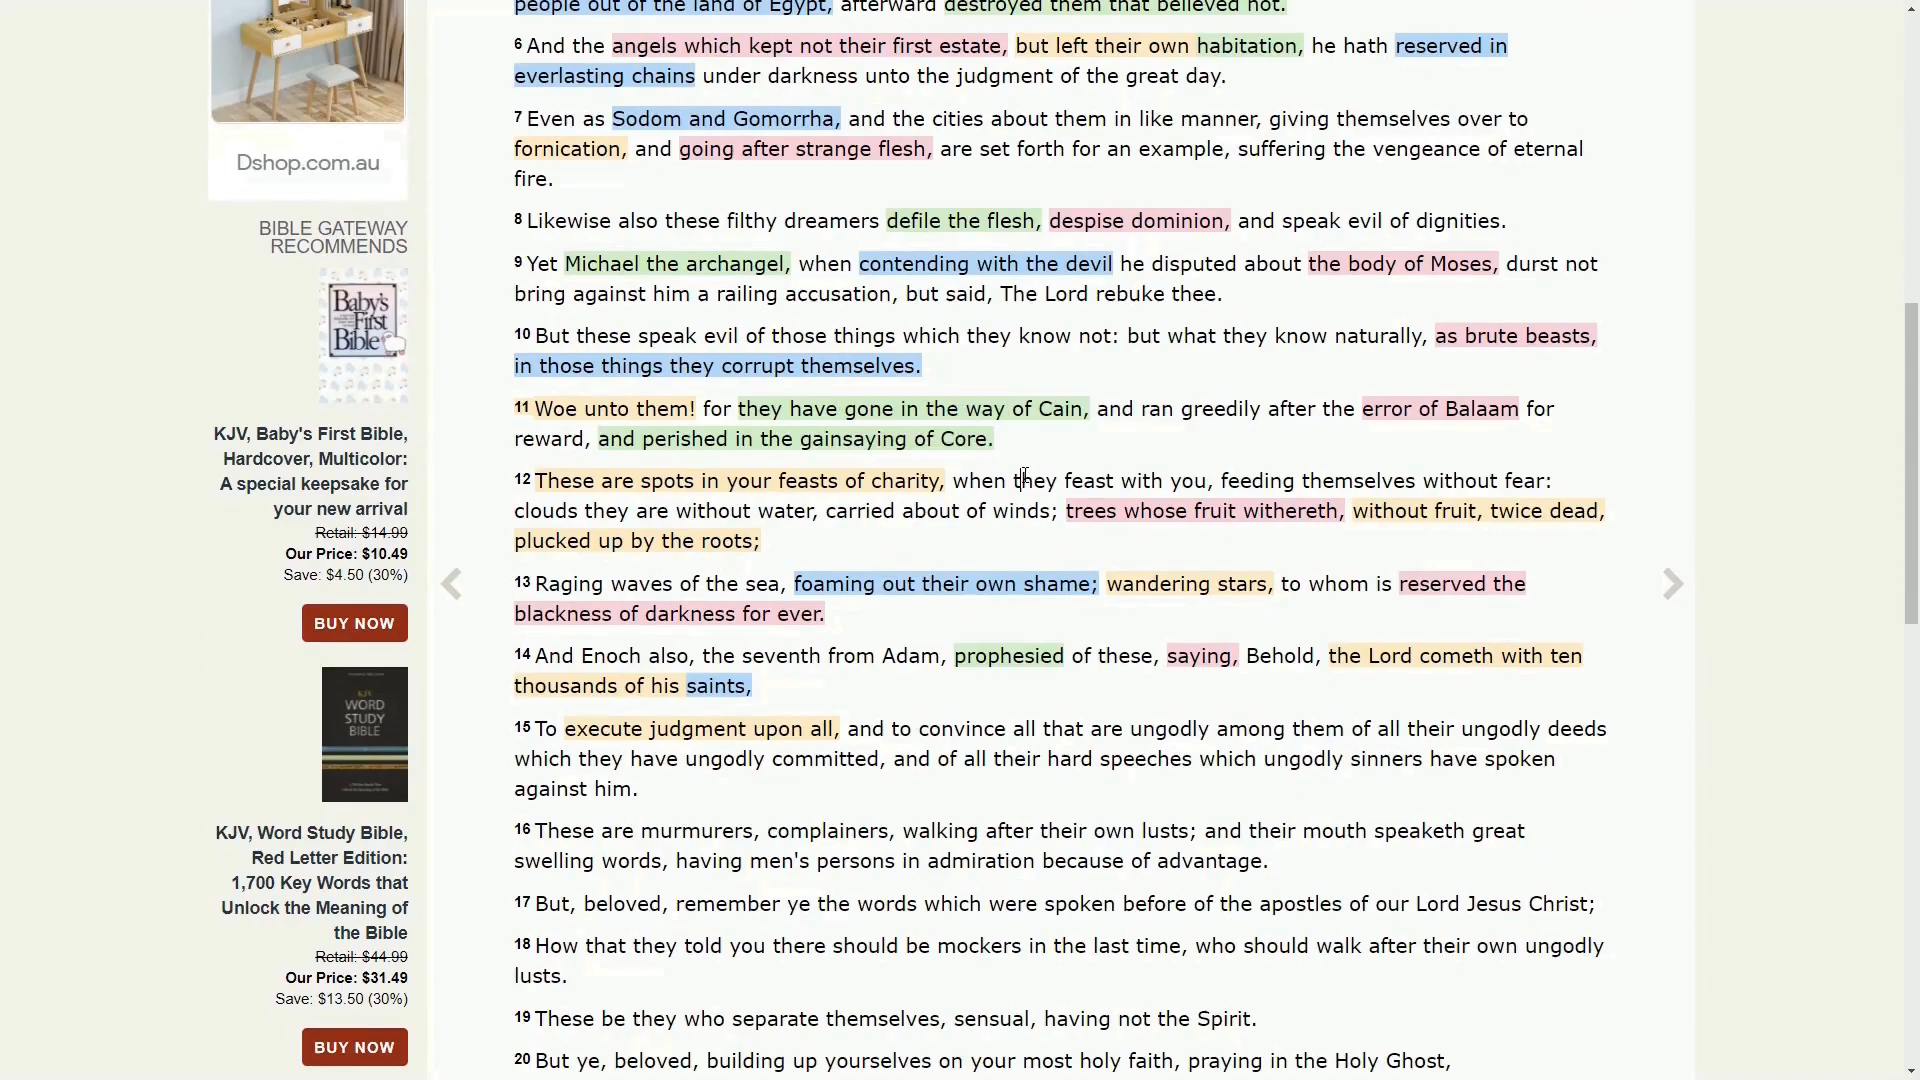 people out of the land of Egypt, afterward destroyed them that believed not.
6 And the angels which kept not their first estate, but left their own habitation, he hath reserved in
everlasting chains under darkness unto the judgment of the great day.
7 Even as Sodom and Gomorrha, and the cities about them in like manner, giving themselves over to
fornication, and going after strange flesh, are set forth for an example, suffering the vengeance of eternal
fire.
8 Likewise also these filthy dreamers defile the flesh, despise dominion, and speak evil of dignities.
9 Yet Michael the archangel, when contending with the devil he disputed about the body of Moses, durst not
bring against him a railing accusation, but said, The Lord rebuke thee.
10 But these speak evil of those things which they know not: but what they know naturally, as brute beasts,
in those things they corrupt themselves.
11 Woe unto them! for they have gone in the way of Cain, and ran greedily after the error of Balaam for
reward, and perished in the gainsaying of Core.
12 These are spots in your feasts of charity, when they feast with you, feeding themselves without fear:
clouds they are without water, carried about of winds; trees whose fruit withereth, without fruit, twice dead,
plucked up by the roots;
13 Raging waves of the sea, foaming out their own shame; wandering stars, to whom is reserved the
blackness of darkness for ever.
14 And Enoch also, the seventh from Adam, prophesied of these, saying, Behold, the Lord cometh with ten
thousands of his saints,
15 To execute judgment upon all, and to convince all that are ungodly among them of all their ungodly deeds
which they have ungodly committed, and of all their hard speeches which ungodly sinners have spoken
against him.
16 These are murmurers, complainers, walking after their own lusts; and their mouth speaketh great
swelling words, having men's persons in admiration because of advantage.
17 But, beloved, remember ye the words which were spoken before of the apostles of our Lord Jesus Christ;
18 How that they told you there should be mockers in the last time, who should walk after their own ungodly
lusts.
19 These be they who separate themselves, sensual, having not the Spirit.
20 But ye, beloved, building up yourselves on your most holy faith, praying in the Holy Ghost,
Dshop.com.au
BIBLE GATEWAY
RECOMMENDS
Baby's
First
Bible
KJV, Baby's First Bible,
Hardcover, Multicolor:
A special keepsake for
your new arrival
Retail: $14.99
Our Price: $10.49
Save: $4.50 (30%)
BUY NOW
KJV
WORD
STUDY
BIBLE
KJV, Word Study Bible,
Red Letter Edition:
1,700 Key Words that
Unlock the Meaning of
the Bible
Retail: $44.99
Our Price: $31.49
Save: $13.50 (30%)
BUY NOW